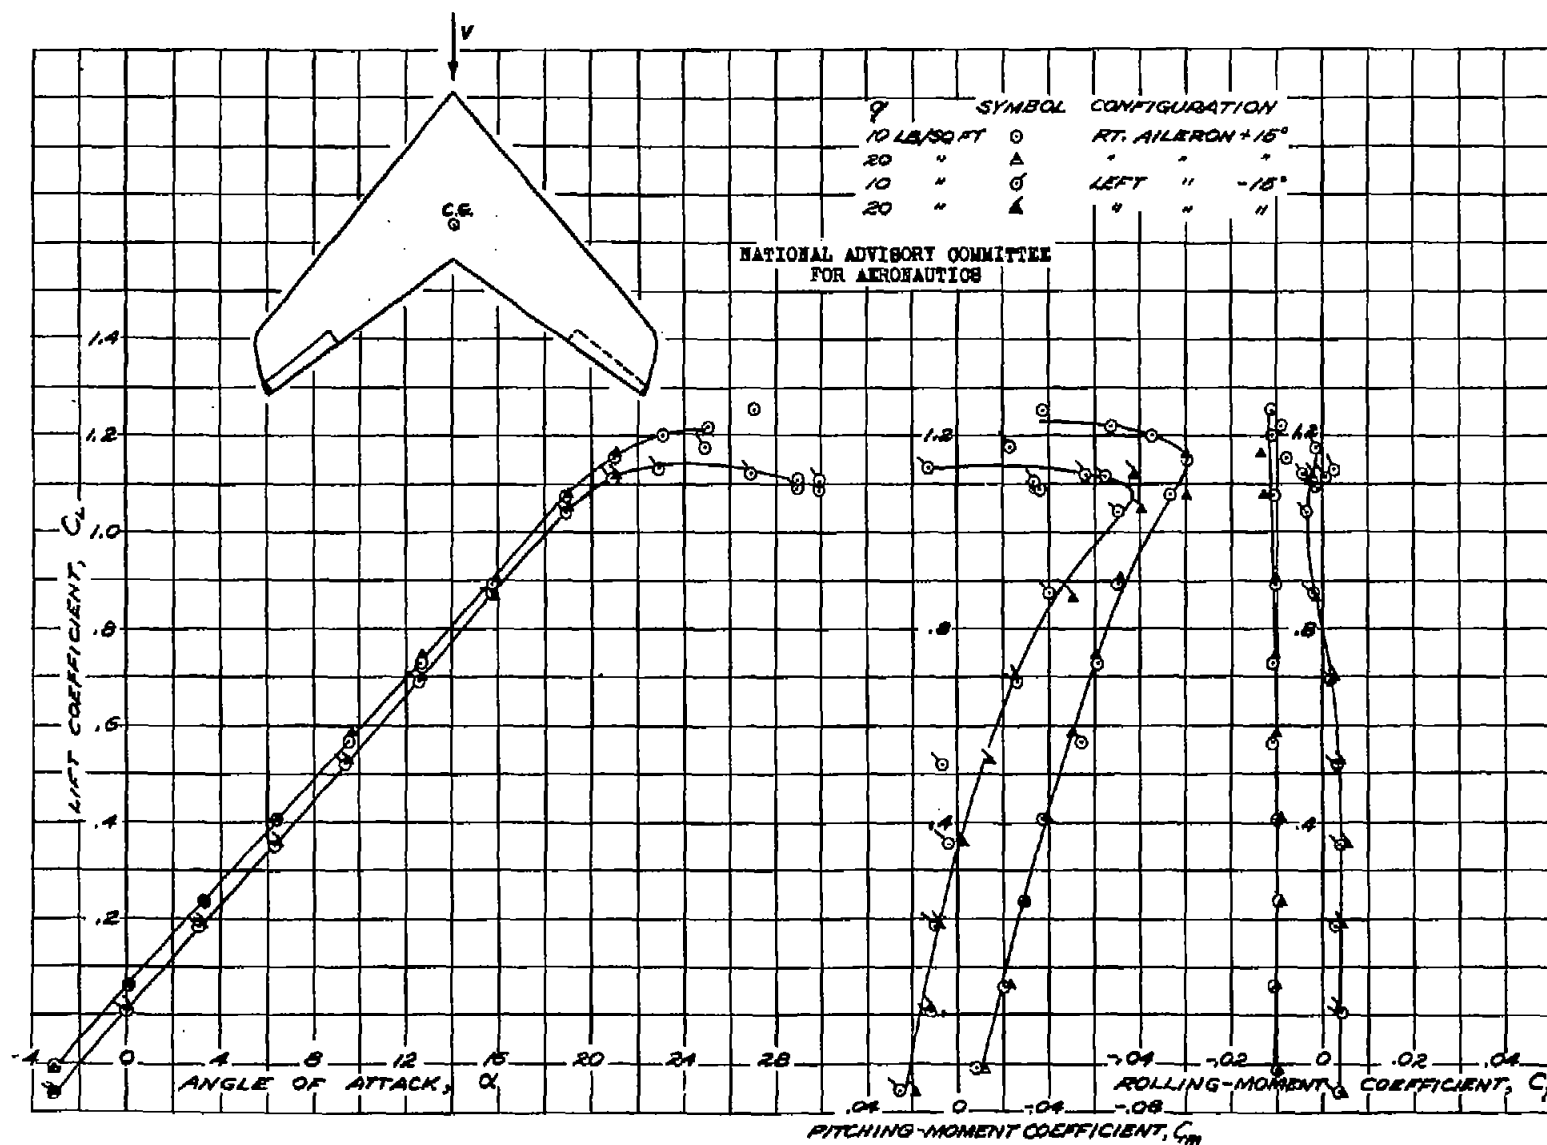 V
q SYMBOL CONFIGURATION
10 LB/SQ FT RT. AILERON +15°
20 " " " "
10 " LEFT " -15°
20 " " " "
C.G.
NATIONAL ADVISORY COMMITTEE
FOR AERONAUTICS
1.4
1.2 1.2 1.2
1.0
.8 .8 .8
.6
.4 .4 .4
.2
LIFT COEFFICIENT, C_L
-4 0 4 8 12 16 20 24 28
ANGLE OF ATTACK, α
-.04 -.02 0 .02 .04
ROLLING-MOMENT COEFFICIENT, C
.04 0 -.04 -.08
PITCHING-MOMENT COEFFICIENT, C_m